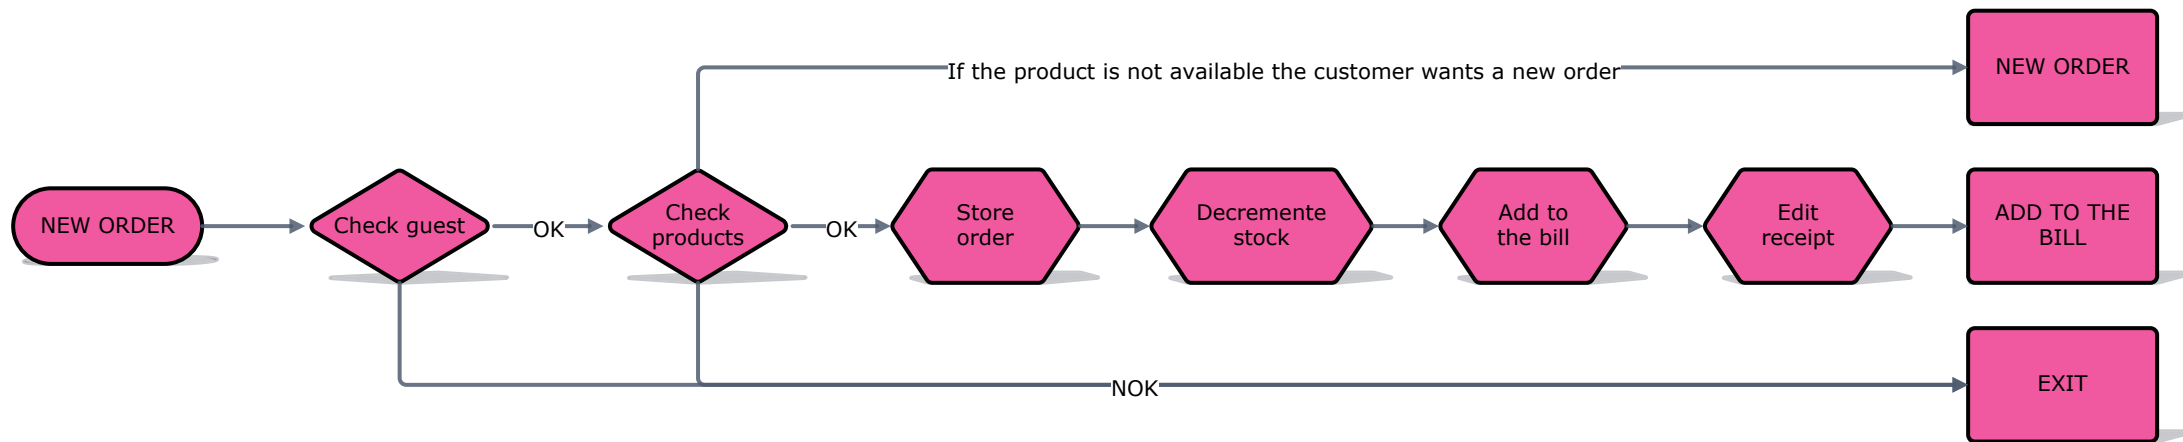 If the product is not available the customer wants a new order
NEW ORDER
NEW ORDER
Check guest
OK
Check
products
OK
Store
order
Decremente
stock
Add to
the bill
Edit
receipt
ADD TO THE
BILL
NOK
EXIT